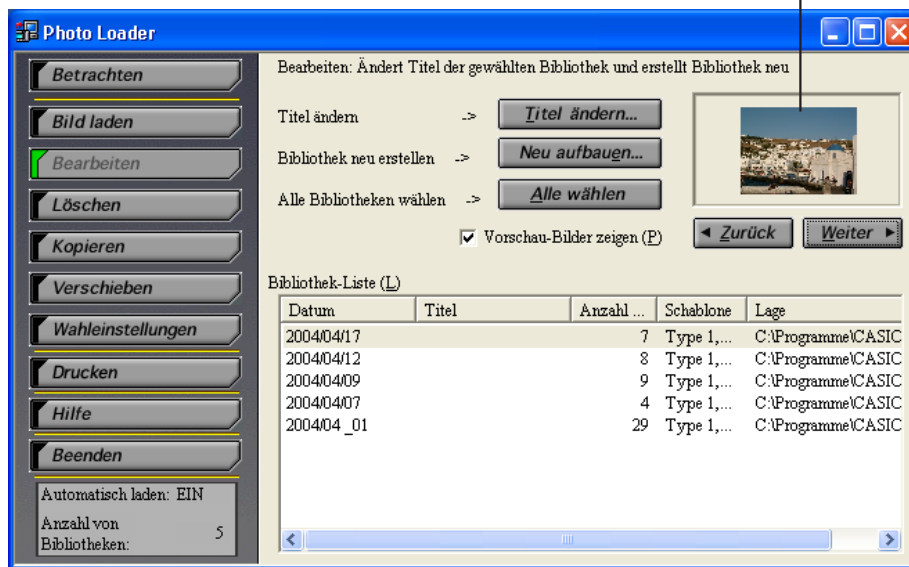 Photo Loader
Betrachten
Bild laden
Bearbeiten
Löschen
Kopieren
Verschieben
Wahleinstellungen
Drucken
Hilfe
Beenden
Automatisch laden: EIN
Anzahl von Bibliotheken: 5
Bearbeiten: Ändert Titel der gewählten Bibliothek und erstellt Bibliothek neu
Titel ändern -> Titel ändern...
Bibliothek neu erstellen -> Neu aufbauen...
Alle Bibliotheken wählen -> Alle wählen
Vorschau-Bilder zeigen (P)
Zurück Weiter
Bibliothek-Liste (L)
Datum Titel Anzahl ... Schablone Lage
2004/04/17 7 Type 1,... C:\Programme\CASIC
2004/04/12 8 Type 1,... C:\Programme\CASIC
2004/04/09 9 Type 1,... C:\Programme\CASIC
2004/04/07 4 Type 1,... C:\Programme\CASIC
2004/04 _01 29 Type 1,... C:\Programme\CASIC